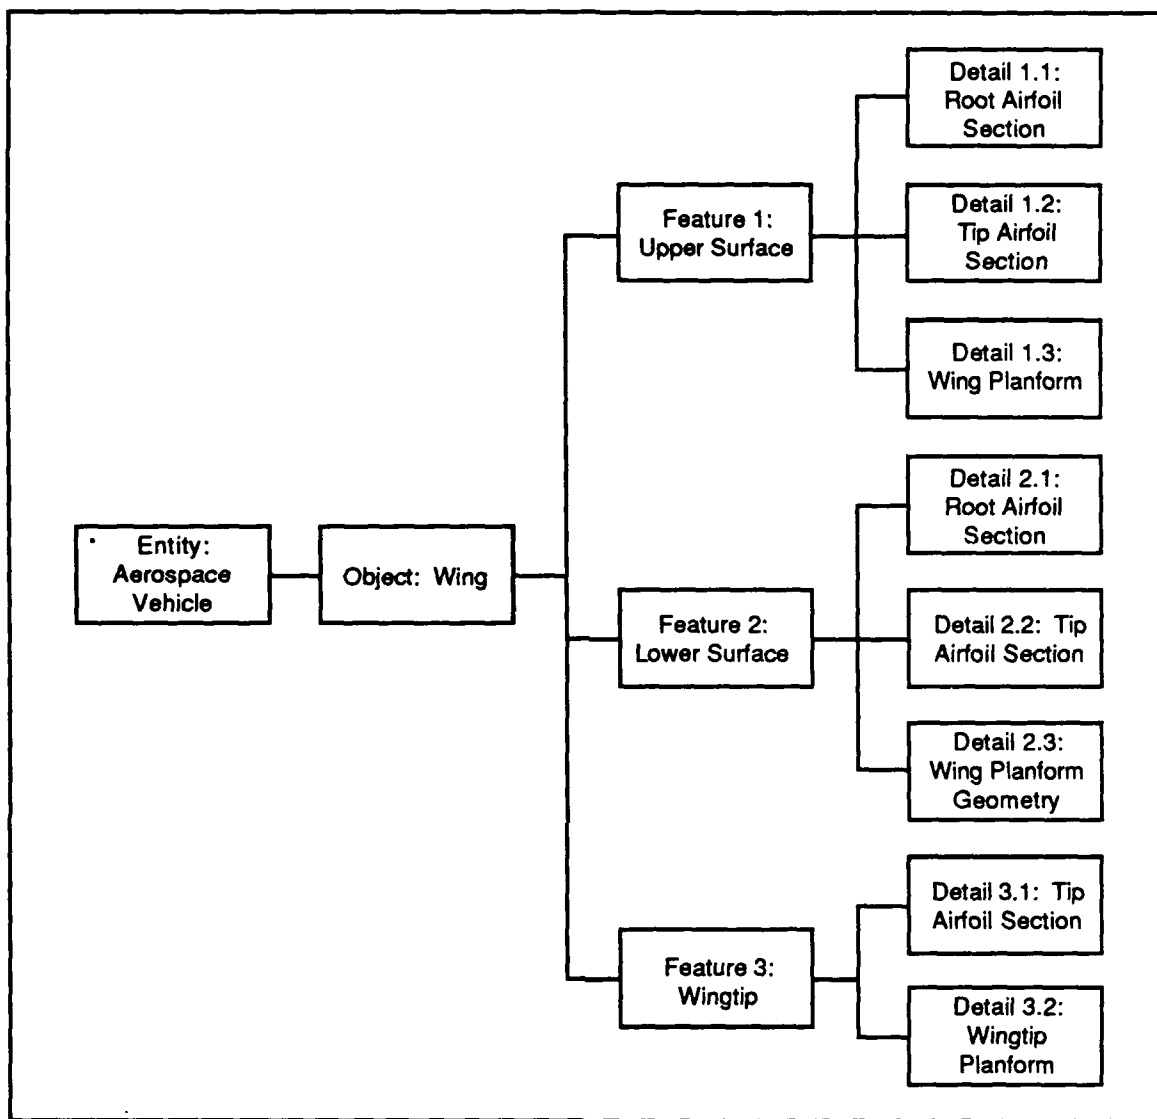 Entity:
Aerospace
Vehicle
Object: Wing
Feature 1:
Upper Surface
Detail 1.1:
Root Airfoil
Section
Detail 1.2:
Tip Airfoil
Section
Detail 1.3:
Wing Planform
Feature 2:
Lower Surface
Detail 2.1:
Root Airfoil
Section
Detail 2.2: Tip
Airfoil Section
Detail 2.3:
Wing Planform
Geometry
Feature 3:
Wingtip
Detail 3.1: Tip
Airfoil Section
Detail 3.2:
Wingtip
Planform